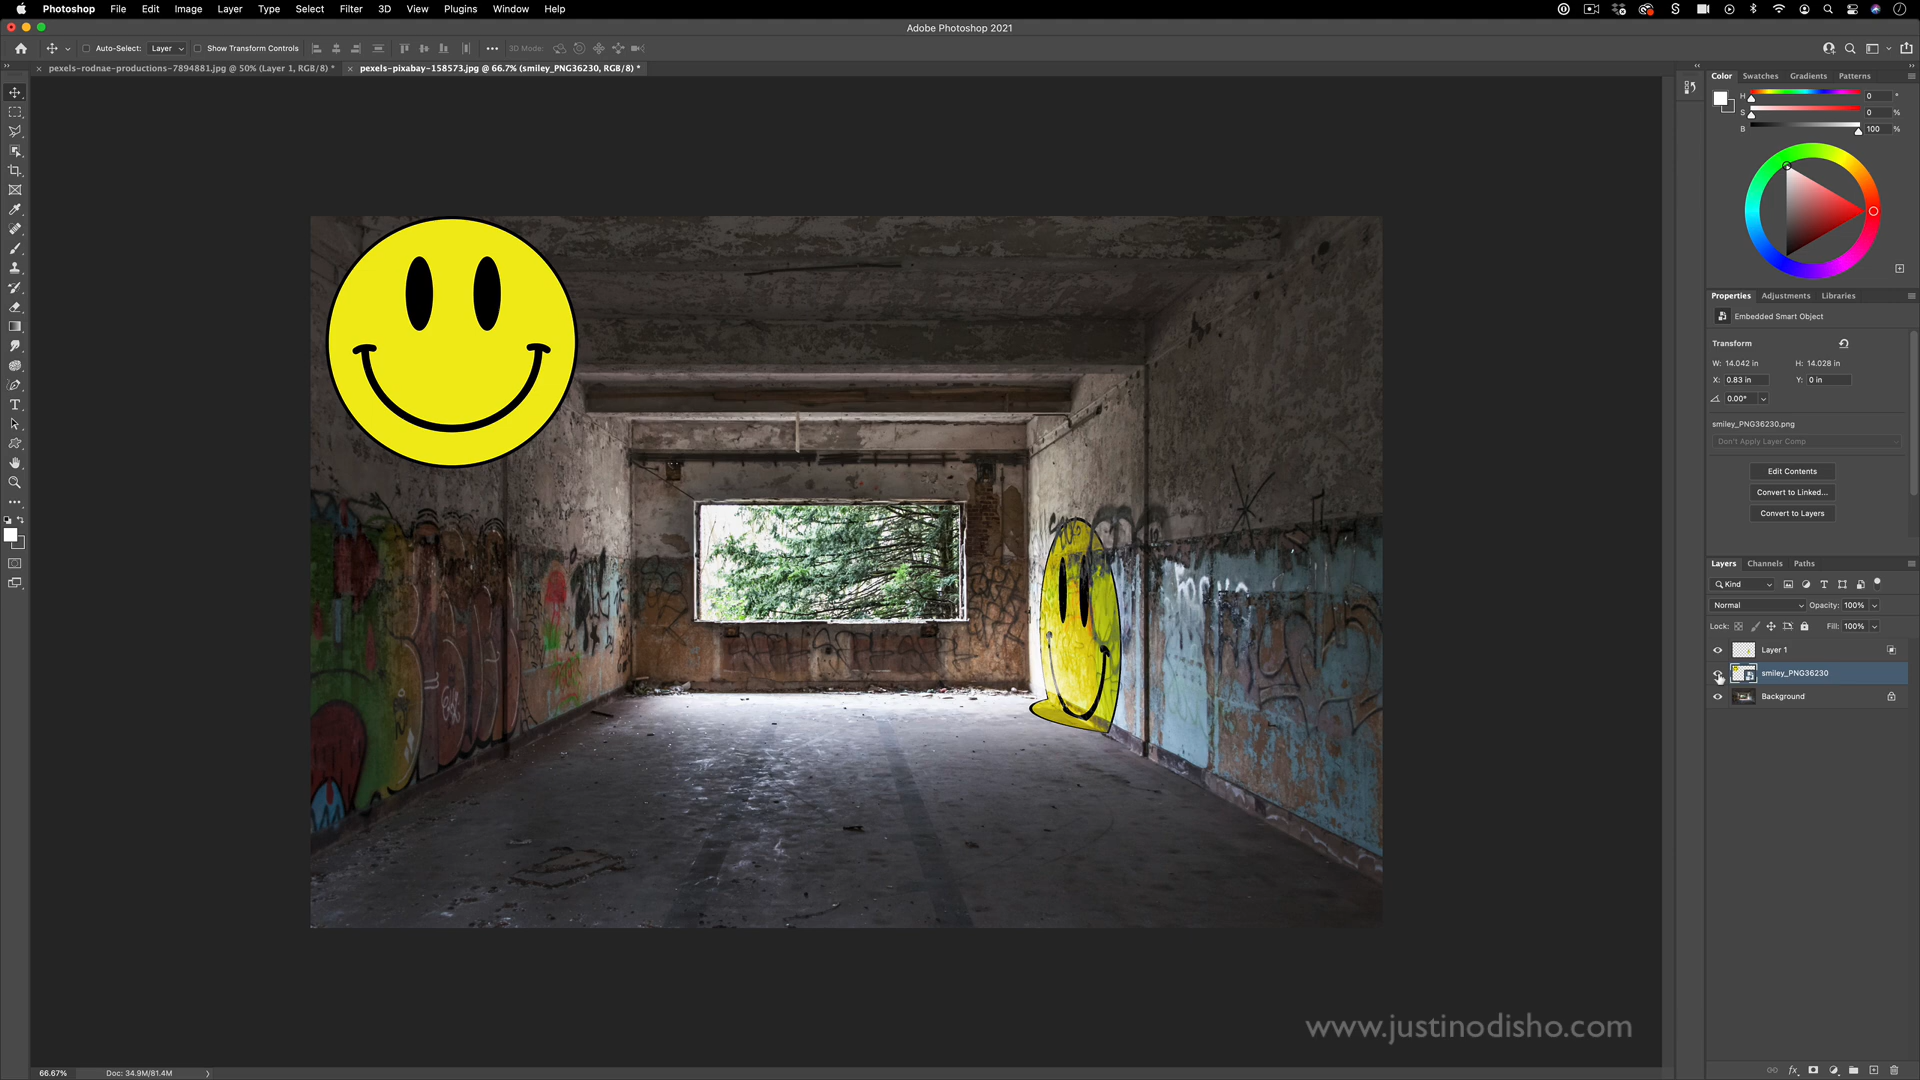 Photoshop File Edit Image Layer Type Select Filter 3D View Plugins Window Help
Adobe Photoshop 2021
Auto-Select: Layer Show Transform Controls 3D Mode:
pexels-rodnae-productions-7894881.jpg @ 50% (Layer 1, RGB/8) * pexels-pixabay-158573.jpg @ 66.7% (smiley_PNG36230, RGB/8) *
Color Swatches Gradients Patterns
H 0 °
S 0 %
B 100 %
Properties Adjustments Libraries
Embedded Smart Object
Transform
W: 14.042 in H: 14.028 in
X: 0.83 in Y: 0 in
0.00°
smiley_PNG36230.png
Don't Apply Layer Comp
Edit Contents
Convert to Linked...
Convert to Layers
Layers Channels Paths
Kind
Normal Opacity: 100%
Lock: Fill: 100%
Layer 1
smiley_PNG36230
Background
www.justinodisho.com
66.67% Doc: 34.9M/81.4M